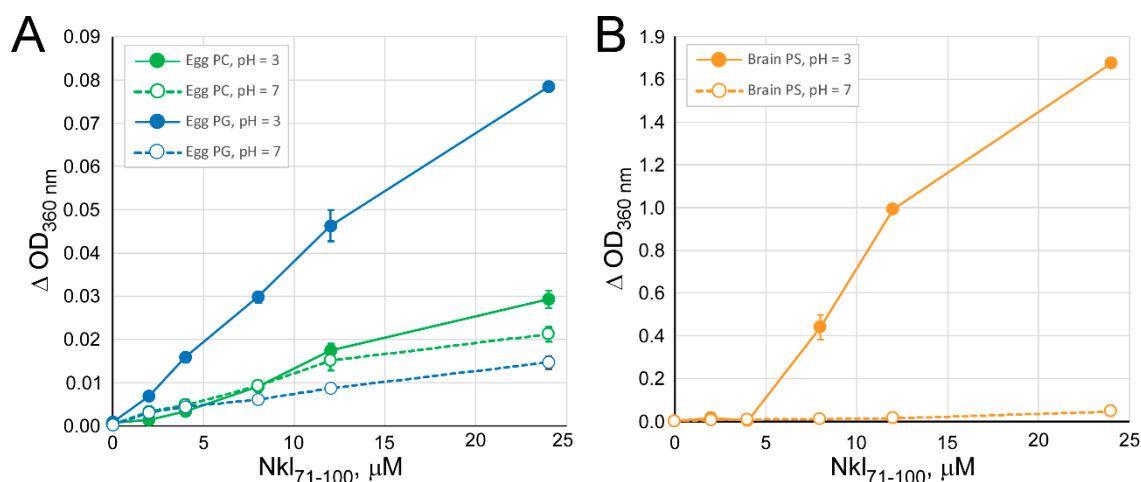 A
Δ OD360 nm
0.09
0.08
0.07
0.06
0.05
0.04
0.03
0.02
0.01
0.00
Egg PC, pH = 3
Egg PC, pH = 7
Egg PG, pH = 3
Egg PG, pH = 7
0 5 10 15 20 25
Nkl71-100, μM
B
Δ OD360 nm
1.9
1.6
1.4
1.2
1.0
0.8
0.6
0.4
0.2
0.0
Brain PS, pH = 3
Brain PS, pH = 7
0 5 10 15 20 25
Nkl71-100, μM